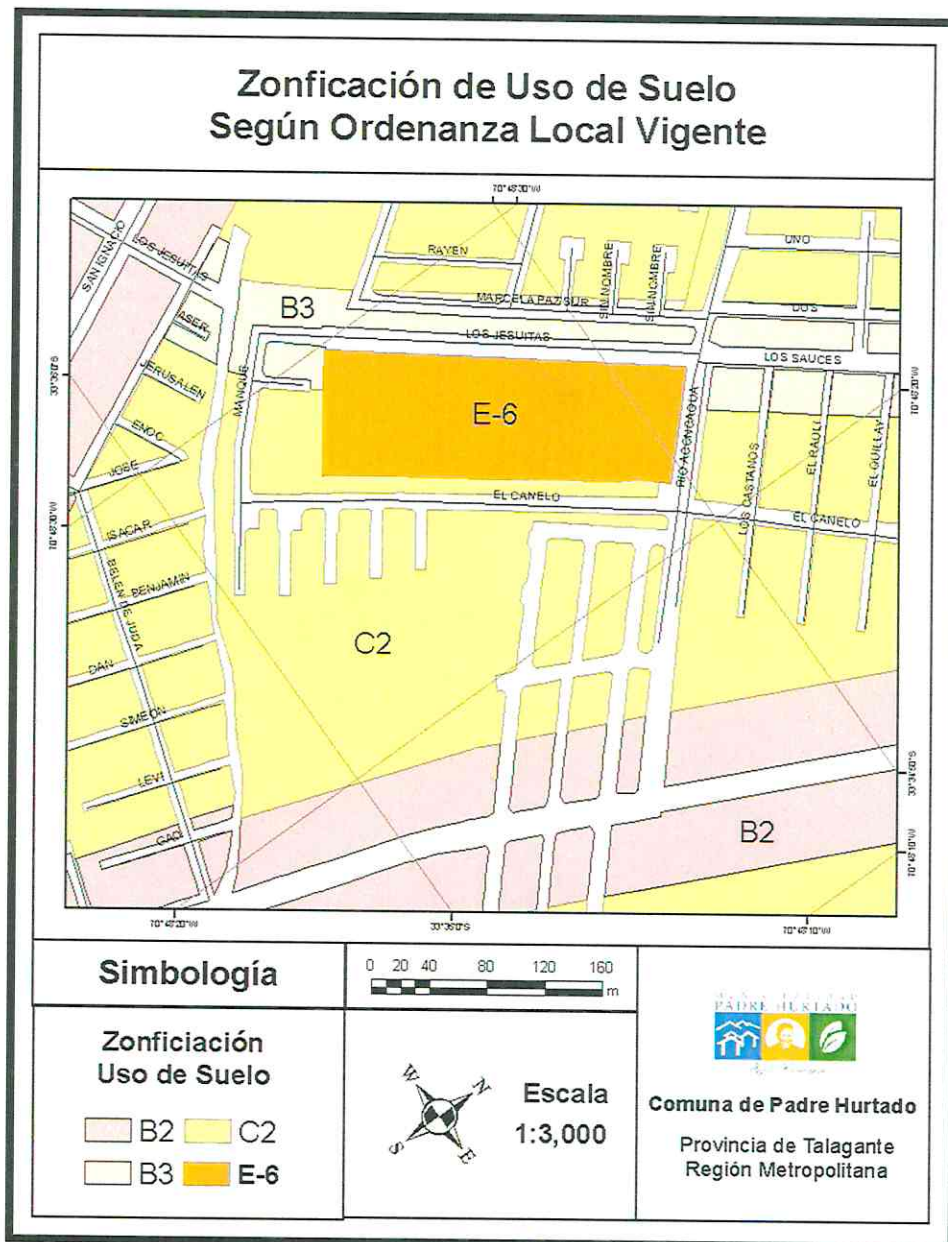 Zonficación de Uso de Suelo
Según Ordenanza Local Vigente
70°48'30"W
SAN IGNACIO
LOS JESUITAS
RAYEN
SIN NOMBRE
SIN NOMBRE
UNO
MARCELA PAZ SUR
DOS
B3
ASER
LOS JESUITAS
LOS SAUCES
JERUSALEN
MANQUE
E-6
RIO ACONCAGUA
ENOC
JOSE
EL CANELO
LOS CASTAÑOS
EL RAULI
EL QUILLAY
EL CANELO
ISACAR
BELEN DE JUDA
BENJAMIN
C2
DAN
SIMEON
LEVI
GAD
B2
33°36'0"S
70°48'10"W
Simbología
0 20 40 80 120 160
m
Zonficiación
Uso de Suelo
B2 C2
B3 E-6
W N
S E
Escala
1:3,000
PADRE HURTADO
Comuna de Padre Hurtado
Provincia de Talagante
Región Metropolitana